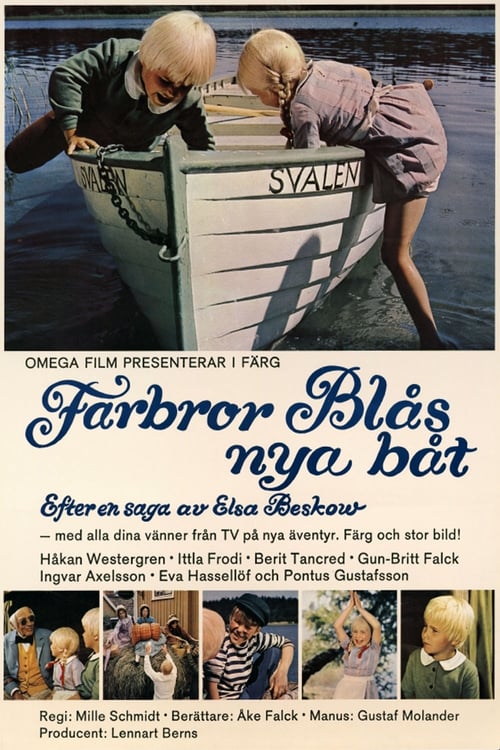 SVALEN
SVALEN
OMEGA FILM PRESENTERAR I FÄRG
Farbror Blås
nya båt
Efter en saga av Elsa Beskow
— med alla dina vänner från TV på nya äventyr. Färg och stor bild!
Håkan Westergren • Ittla Frodi • Berit Tancred • Gun-Britt Falck
Ingvar Axelsson • Eva Hassellöf och Pontus Gustafsson
Regi: Mille Schmidt • Berättare: Åke Falck • Manus: Gustaf Molander
Producent: Lennart Berns